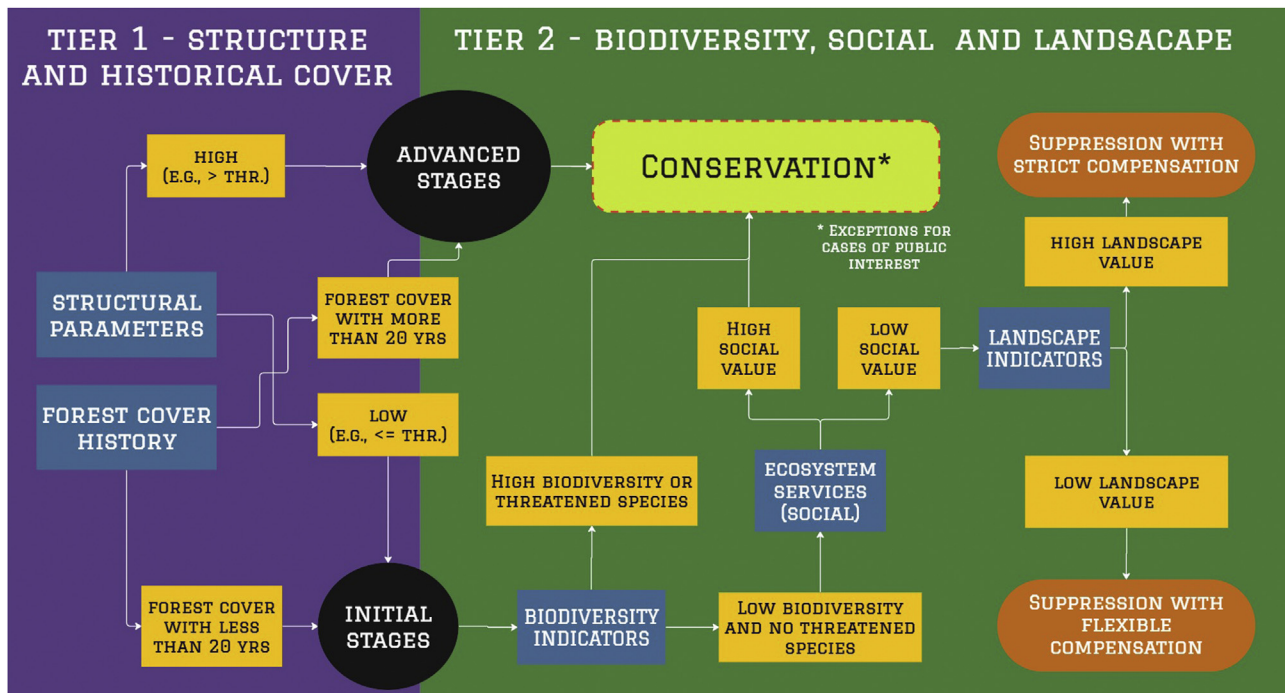 TIER 1 - STRUCTURE
AND HISTORICAL COVER
TIER 2 - BIODIVERSITY, SOCIAL AND LANDSACAPE
HIGH
(E.G., > THR.)
ADVANCED
STAGES
CONSERVATION*
* EXCEPTIONS FOR
CASES OF PUBLIC
INTEREST
SUPPRESSION WITH
STRICT COMPENSATION
HIGH LANDSCAPE
VALUE
STRUCTURAL
PARAMETERS
FOREST COVER
WITH MORE
THAN 20 YRS
HIGH
SOCIAL
VALUE
LOW
SOCIAL
VALUE
LANDSCAPE
INDICATORS
FOREST COVER
HISTORY
LOW
(E.G., <= THR.)
HIGH BIODIVERSITY OR
THREATENED SPECIES
ECOSYSTEM
SERVICES
(SOCIAL)
LOW LANDSCAPE
VALUE
FOREST COVER
WITH LESS
THAN 20 YRS
INITIAL
STAGES
BIODIVERSITY
INDICATORS
LOW BIODIVERSITY
AND NO THREATENED
SPECIES
SUPPRESSION WITH
FLEXIBLE
COMPENSATION